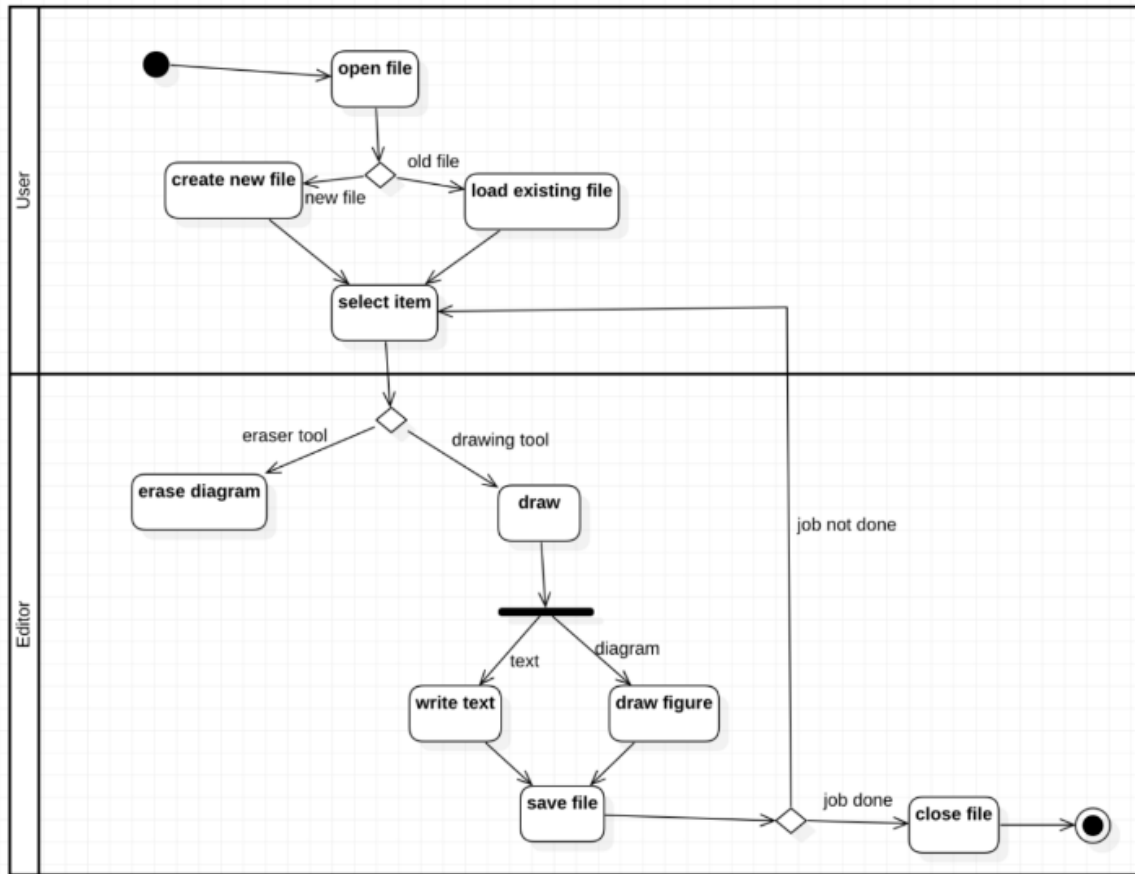 User
open file
old file
create new file
new file
load existing file
select item
Editor
eraser tool
drawing tool
erase diagram
draw
job not done
text
diagram
write text
draw figure
save file
job done
close file